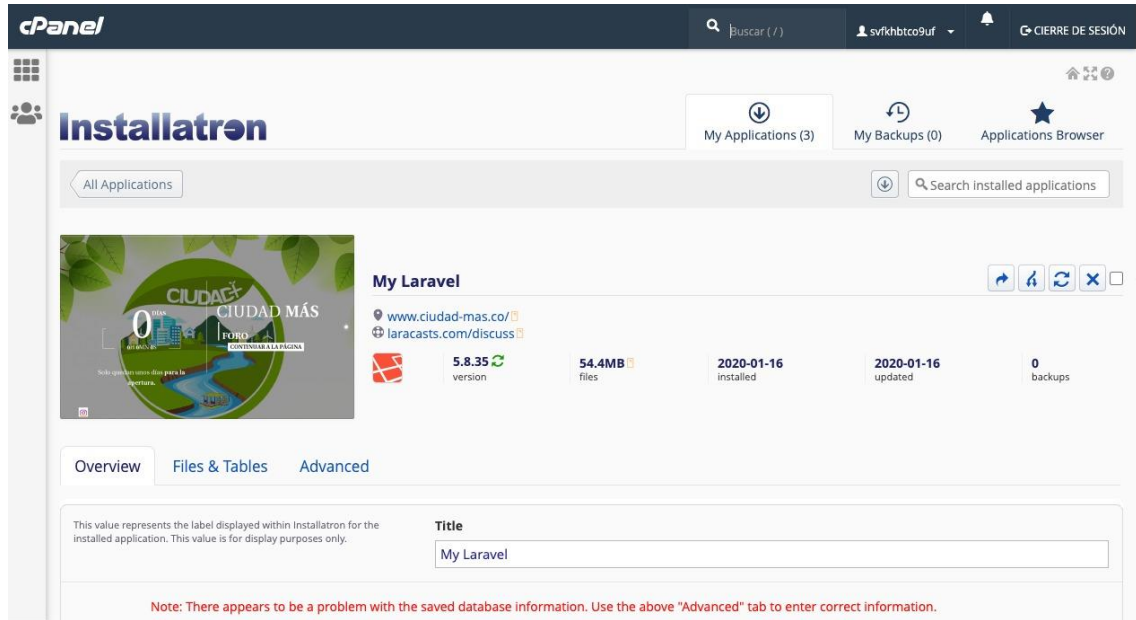 cPanel
Buscar ( / )
svfkhbtco9uf
CIERRE DE SESIÓN
Installatron
My Applications (3)
My Backups (0)
Applications Browser
All Applications
Search installed applications
CIUDAD+
0
DÍAS
CIUDAD MÁS
FORO
CONTINUAR A LA PÁGINA
Solo quedan unos días para la
apertura.
My Laravel
www.ciudad-mas.co/
laracasts.com/discuss
5.8.35
version
54.4MB
files
2020-01-16
installed
2020-01-16
updated
0
backups
Overview
Files & Tables
Advanced
This value represents the label displayed within Installatron for the
installed application. This value is for display purposes only.
Title
My Laravel
Note: There appears to be a problem with the saved database information. Use the above "Advanced" tab to enter correct information.